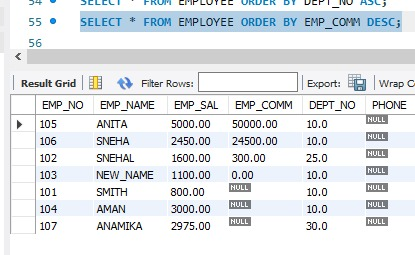 54 SELECT * FROM EMPLOYEE ORDER BY DEPT_NO ASC;
55 SELECT * FROM EMPLOYEE ORDER BY EMP_COMM DESC;
56
Result Grid Filter Rows: Export: Wrap C
EMP_NO EMP_NAME EMP_SAL EMP_COMM DEPT_NO PHONE
105 ANITA 5000.00 50000.00 10.0 NULL
106 SNEHA 2450.00 24500.00 10.0 NULL
102 SNEHAL 1600.00 300.00 25.0 NULL
103 NEW_NAME 1100.00 0.00 10.0 NULL
101 SMITH 800.00 NULL 10.0 NULL
104 AMAN 3000.00 NULL 10.0 NULL
107 ANAMIKA 2975.00 NULL 30.0 NULL